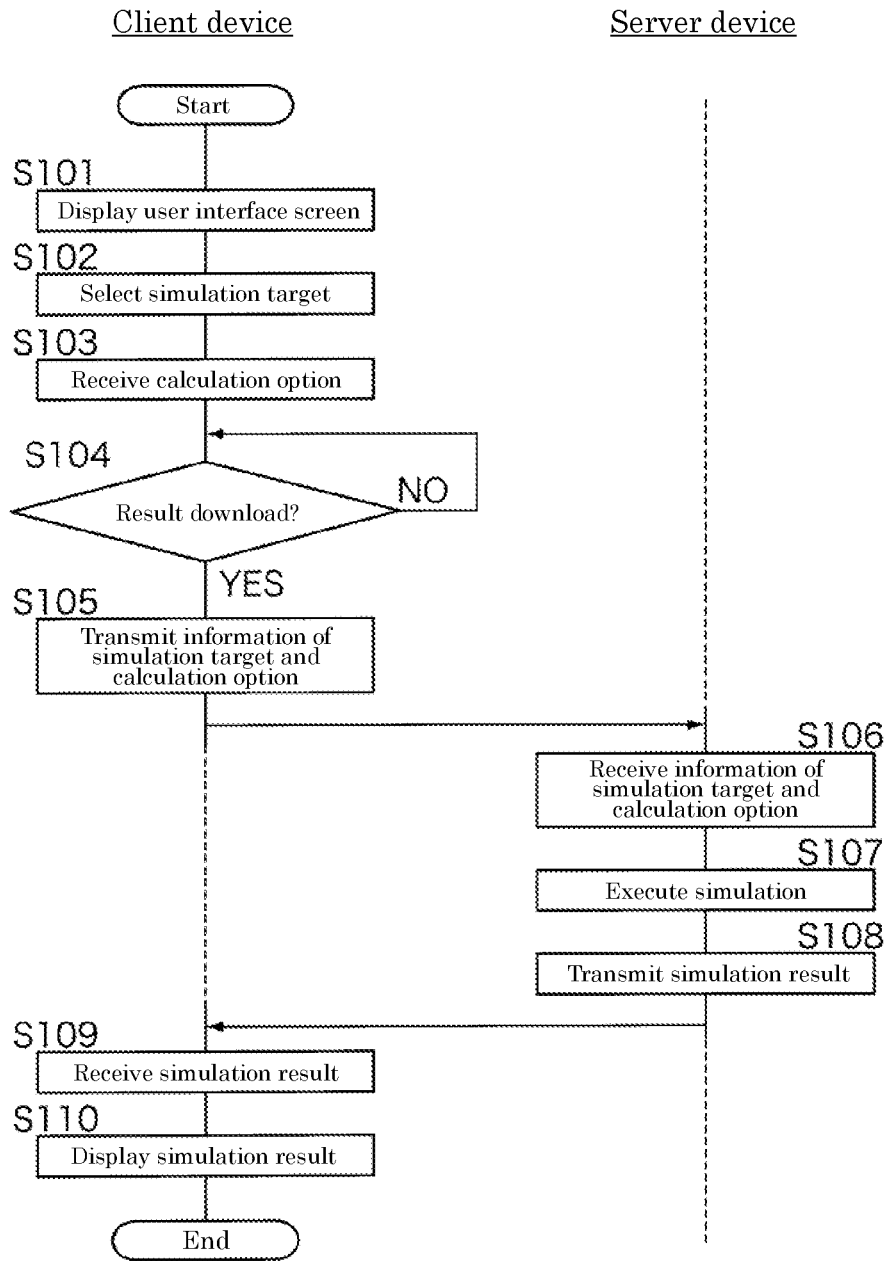 Client device
Server device
Start
S101
Display user interface screen
S102
Select simulation target
S103
Receive calculation option
S104
Result download?
NO
YES
S105
Transmit information of
simulation target and
calculation option
S106
Receive information of
simulation target and
calculation option
S107
Execute simulation
S108
Transmit simulation result
S109
Receive simulation result
S110
Display simulation result
End